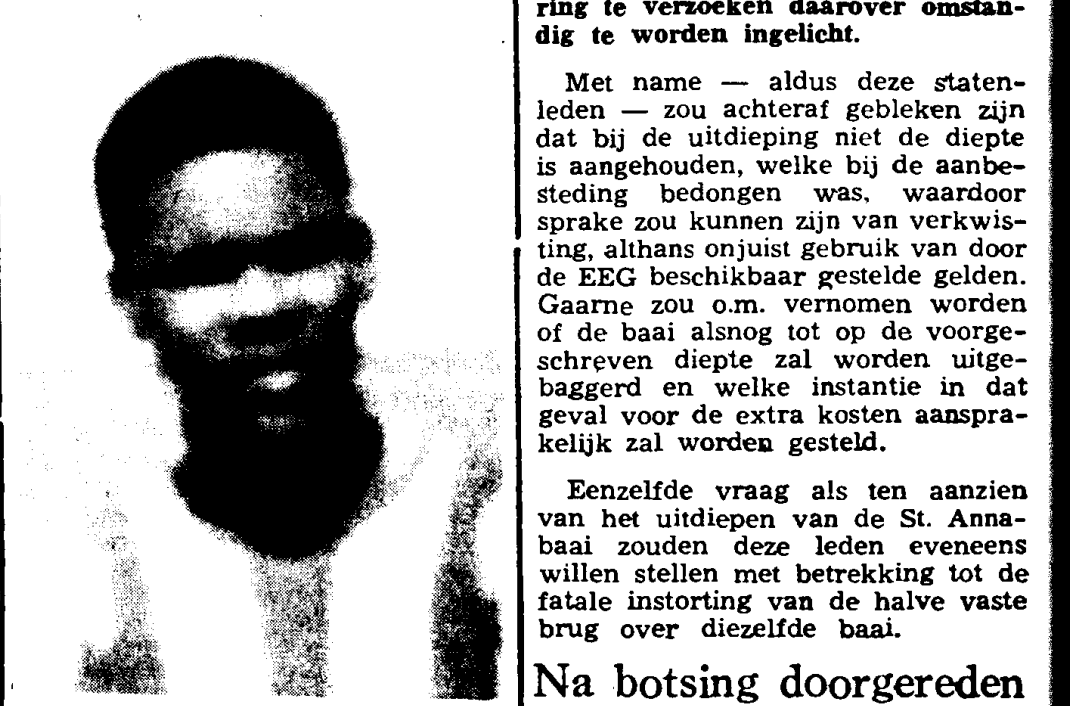 ring te verzoeken daarover omstan-
dig te worden ingelicht.
Met name — aldus deze staten-
leden — zou achteraf gebleken zijn
dat bij de uitdieping niet de diepte
is aangehouden, welke bij de aanbe-
steding bedongen was, waardoor
sprake zou kunnen zijn van verkwis-
ting, althans onjuist gebruik van door
de EEG beschikbaar gestelde gelden.
Gaarne zou o.m. vernomen worden
of de baai alsnog tot op de voorge-
schreven diepte zal worden uitge-
baggerd en welke instantie in dat
geval voor de extra kosten aanspra-
kelijk zal worden gesteld.
Eenzelfde vraag als ten aanzien
van het uitdiepen van de St. Anna-
baai zouden deze leden eveneens
willen stellen met betrekking tot de
fatale instorting van de halve vaste
brug over diezelfde baai.
Na botsing doorgereden